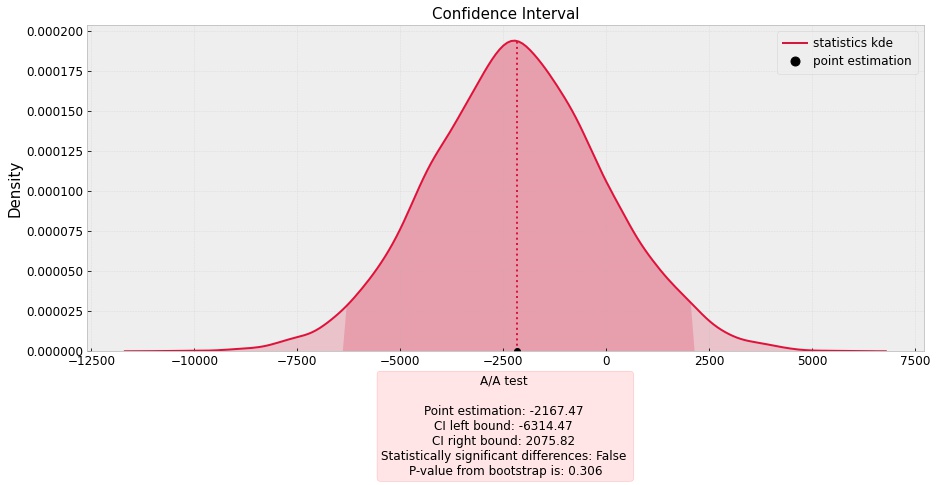 Confidence Interval
statistics kde
point estimation
Density
0.000200
0.000175
0.000150
0.000125
0.000100
0.000075
0.000050
0.000025
0.000000
−12500 −10000 −7500 −5000 −2500 0 2500 5000 7500
A/A test
Point estimation: -2167.47
CI left bound: -6314.47
CI right bound: 2075.82
Statistically significant differences: False
P-value from bootstrap is: 0.306